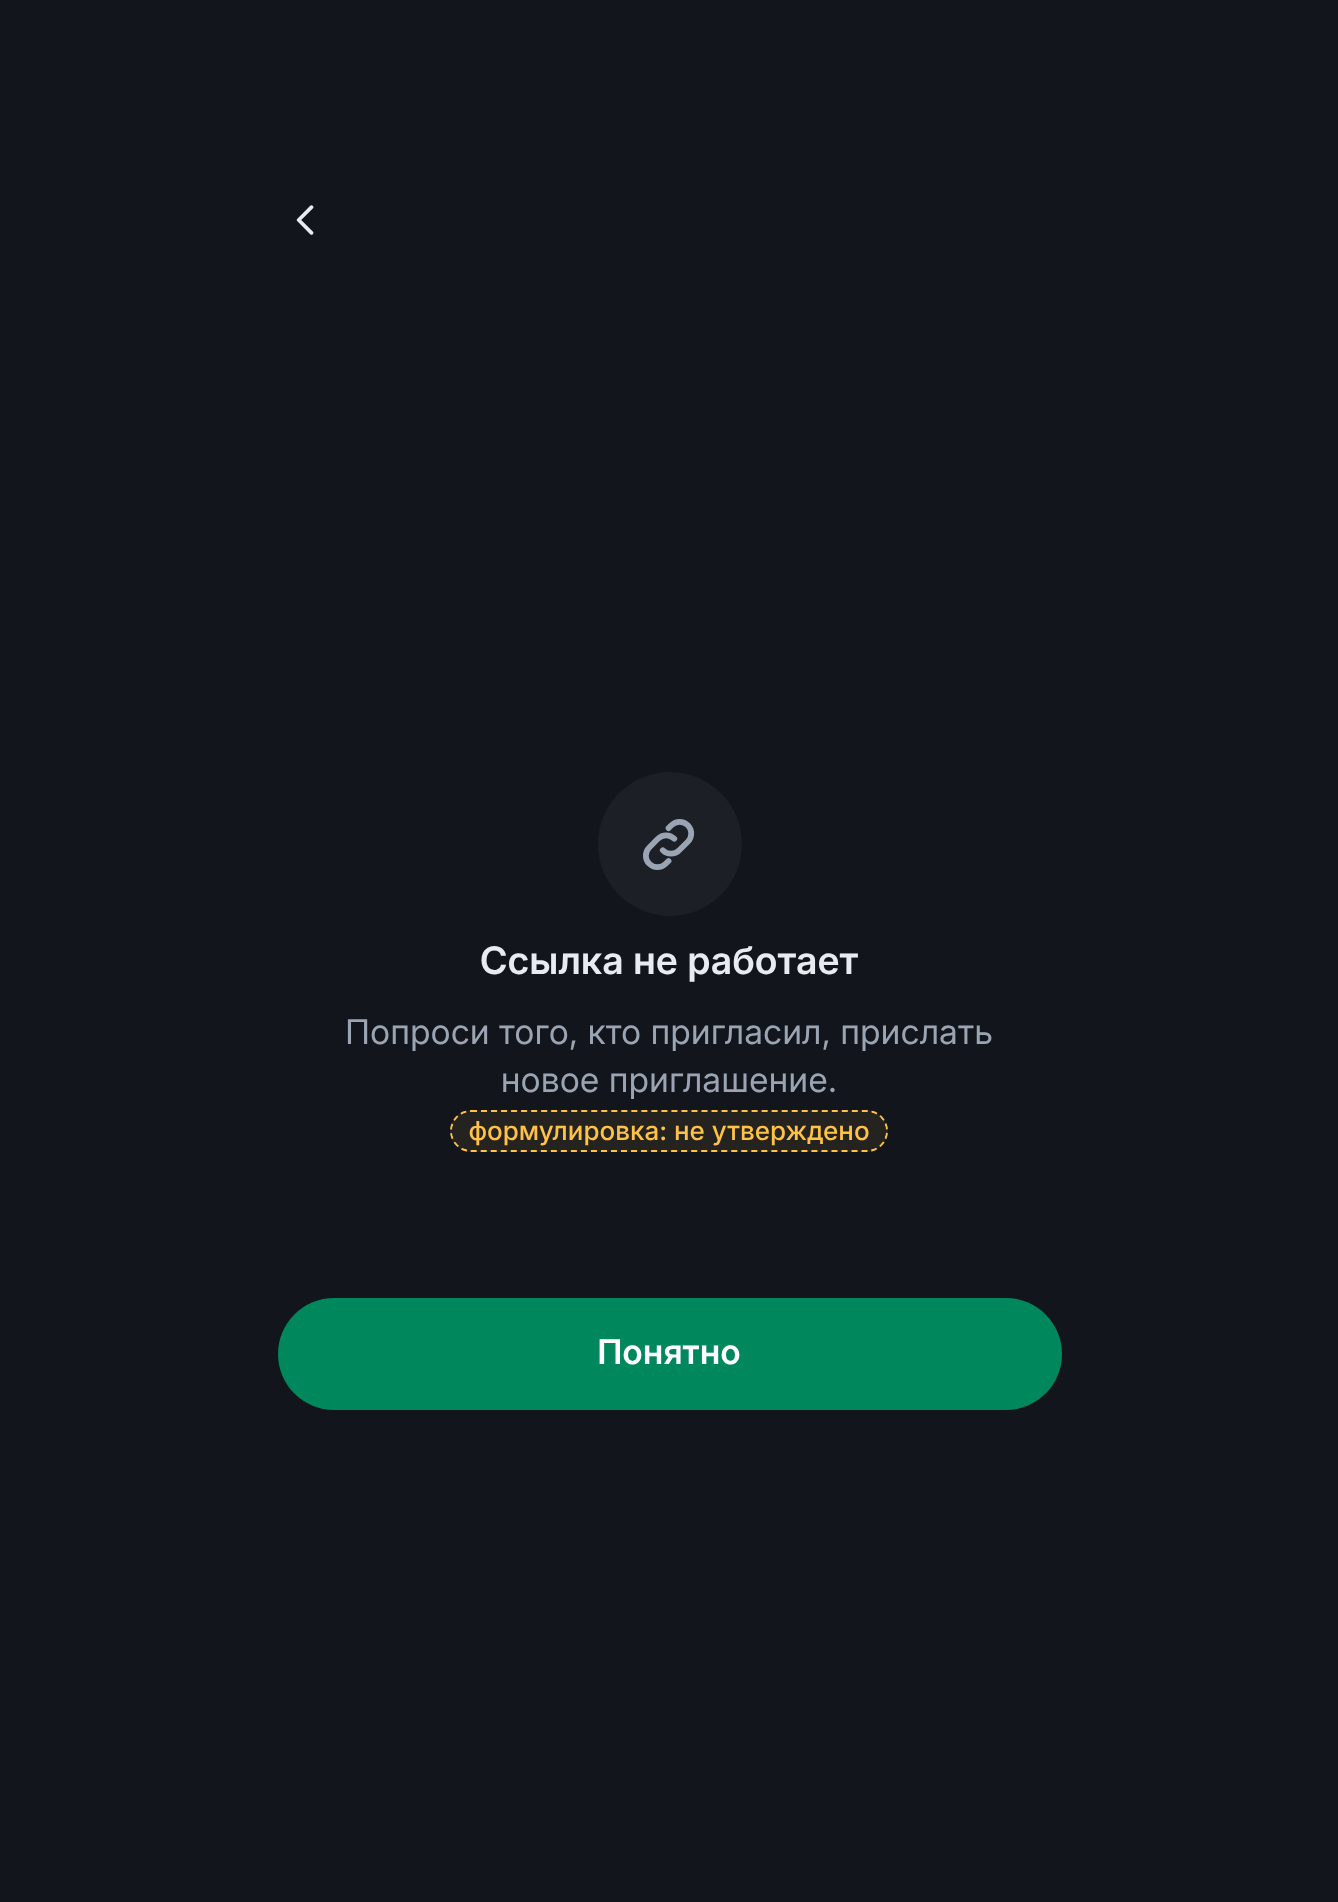 Ссылка не работает
Попроси того, кто пригласил, прислать
новое приглашение.
формулировка: не утверждено
Понятно